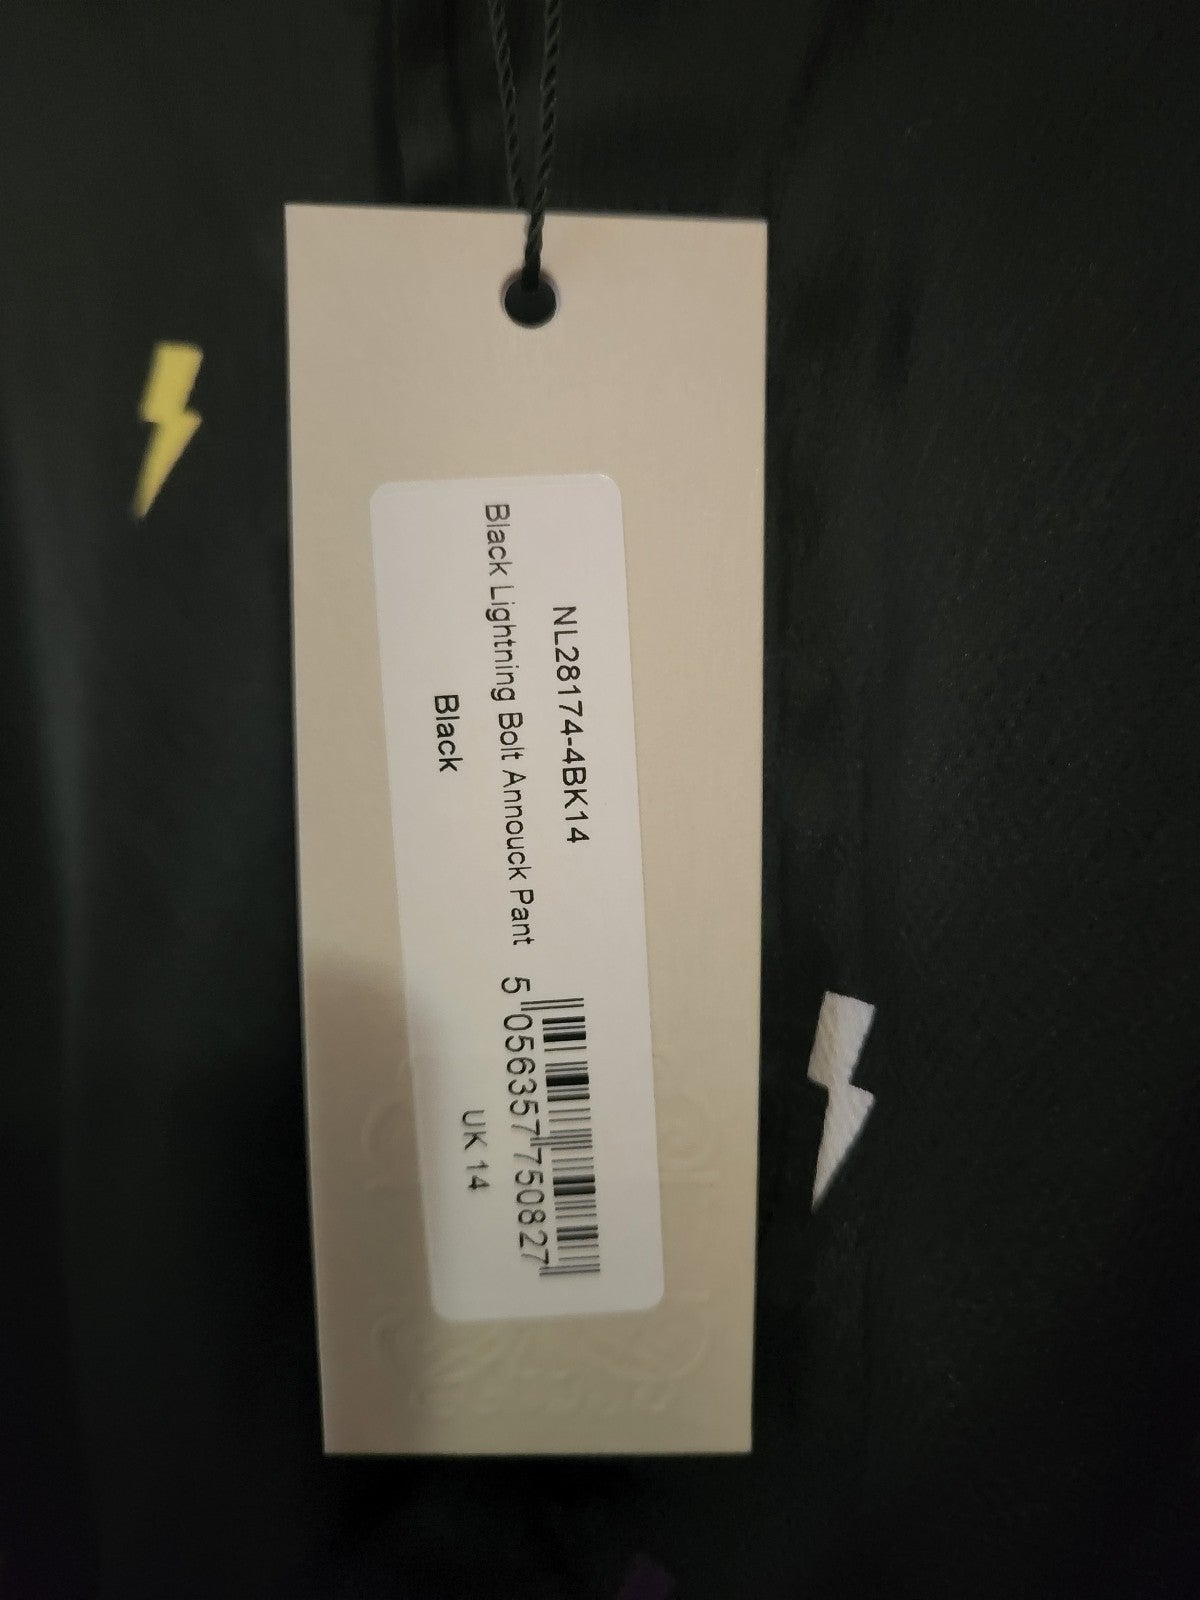 NL28174-4BK14
Black Lightning Bolt Annouck Pant
Black
5 056357 750827
UK 14